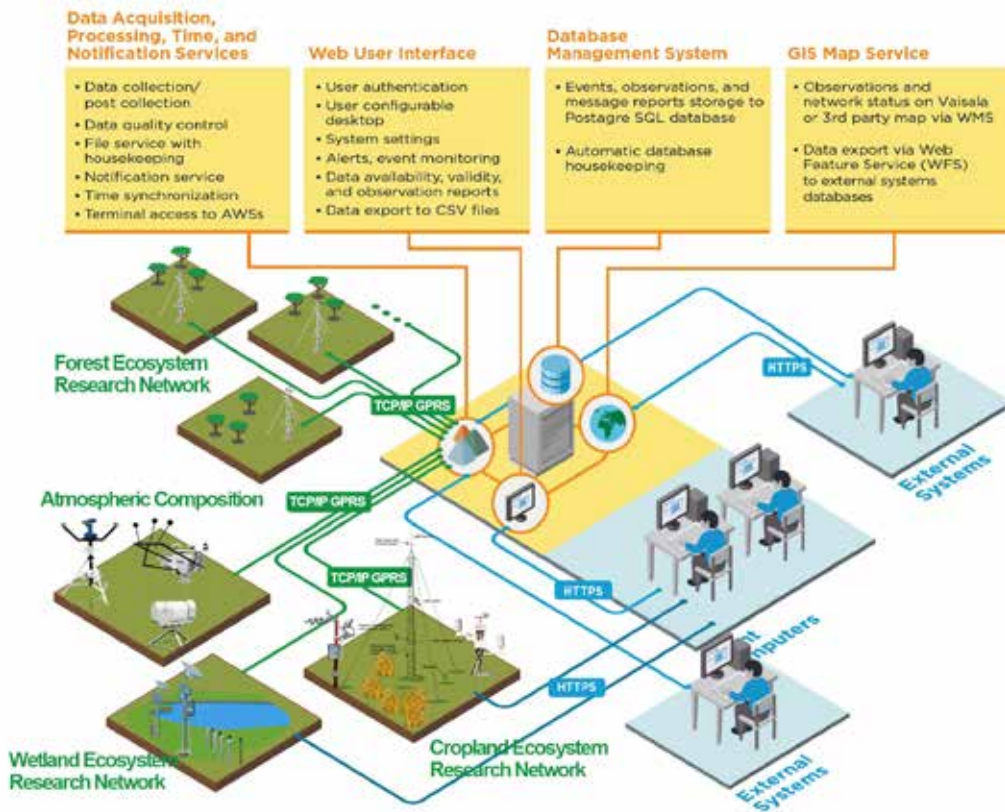 Data Acquisition,
Processing, Time, and
Notification Services
• Data collection/
post collection
• Data quality control
• File service with
housekeeping
• Notification service
• Time synchronization
• Terminal access to AWSs
Web User Interface
• User authentication
• User configurable
desktop
• System settings
• Alerts, event monitoring
• Data availability, validity,
and observation reports
• Data export to CSV files
Database
Management System
• Events, observations, and
message reports storage to
Postagre SQL database
• Automatic database
housekeeping
GIS Map Service
• Observations and
network status on Vaisala
or 3rd party map via WMS
• Data export via Web
Feature Service (WFS)
to external systems
databases
Forest Ecosystem
Research Network
TCP/IP GPRS
HTTPS
External
Systems
Atmospheric Composition
TCP/IP GPRS
TCP/IP GPRS
HTTPS
HTTPS
Wetland Ecosystem
Research Network
Cropland Ecosystem
Research Network
External
Systems